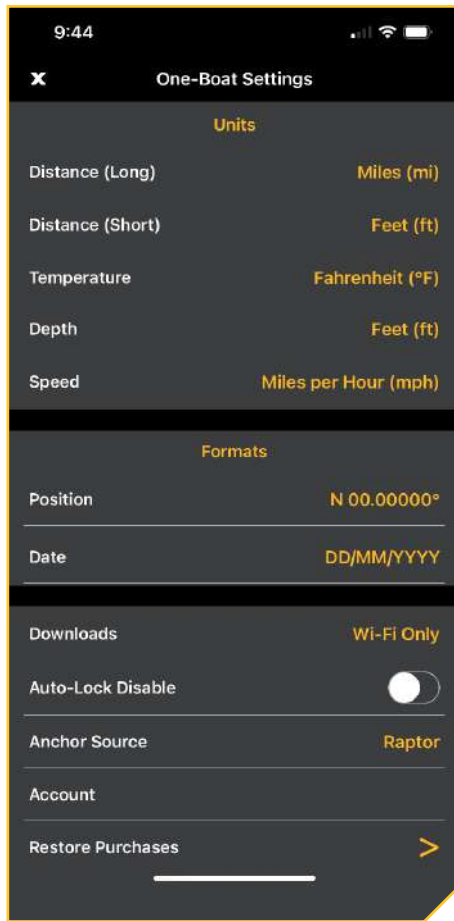 9:44
X One-Boat Settings
Units
Distance (Long) Miles (mi)
Distance (Short) Feet (ft)
Temperature Fahrenheit (°F)
Depth Feet (ft)
Speed Miles per Hour (mph)
Formats
Position N 00.00000°
Date DD/MM/YYYY
Downloads Wi-Fi Only
Auto-Lock Disable
Anchor Source Raptor
Account
Restore Purchases >